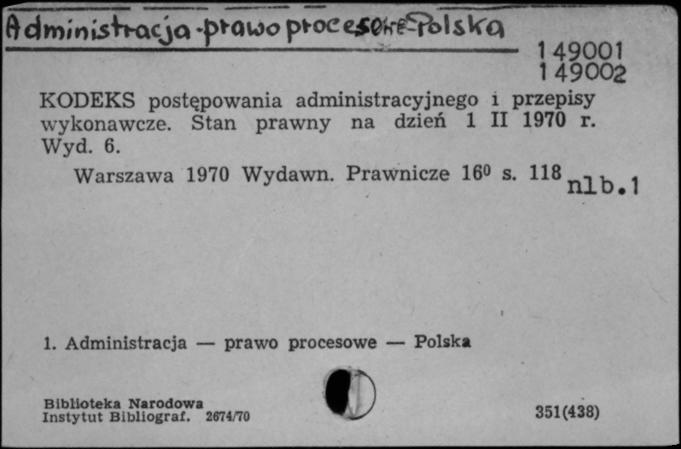 Administracja-prawo procesowe-Polska
149001
149002
KODEKS postępowania administracyjnego i przepisy
wykonawcze. Stan prawny na dzień 1 II 1970 r.
Wyd. 6.
Warszawa 1970 Wydawn. Prawnicze 16⁰ s. 118
nlb.1
1. Administracja — prawo procesowe — Polska
Biblioteka Narodowa
Instytut Bibliograf. 2674/70
351(438)